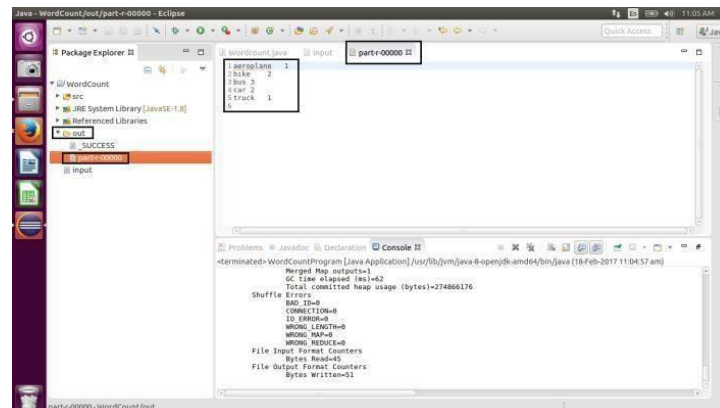 Java - WordCount/out/part-r-00000 - Eclipse
En
11:05 AM
Quick Access
Package Explorer
Wordcount.java
input
part-r-00000
WordCount
src
JRE System Library [JavaSE-1.8]
Referenced Libraries
out
_SUCCESS
part-r-00000
input
1 aeroplane 1
2 bike 2
3 bus 3
4 car 2
5 truck 1
6
Problems @ Javadoc Declaration Console
<terminated> WordCountProgram [Java Application] /usr/lib/jvm/java-8-openjdk-amd64/bin/java (18-Feb-2017 11:04:57 am)
Merged Map outputs=1
GC time elapsed (ms)=62
Total committed heap usage (bytes)=274866176
Shuffle Errors
BAD_ID=0
CONNECTION=0
IO_ERROR=0
WRONG_LENGTH=0
WRONG_MAP=0
WRONG_REDUCE=0
File Input Format Counters
Bytes Read=45
File Output Format Counters
Bytes Written=51
part-r-00000 - WordCount/out